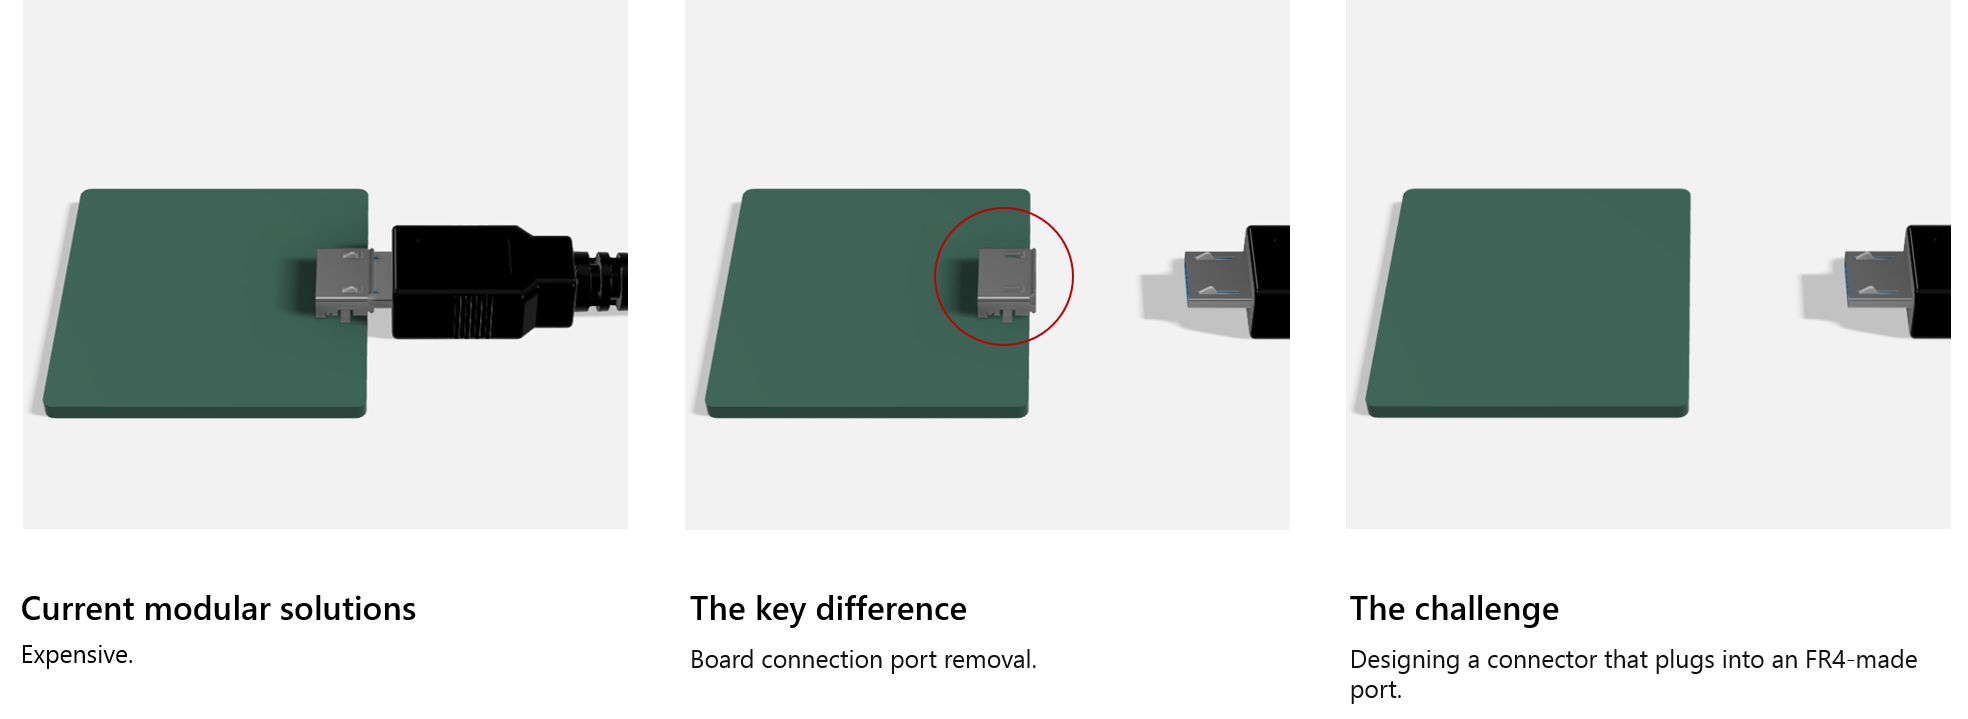 Current modular solutions
Expensive.
The key difference
Board connection port removal.
The challenge
Designing a connector that plugs into an FR4-made
port.